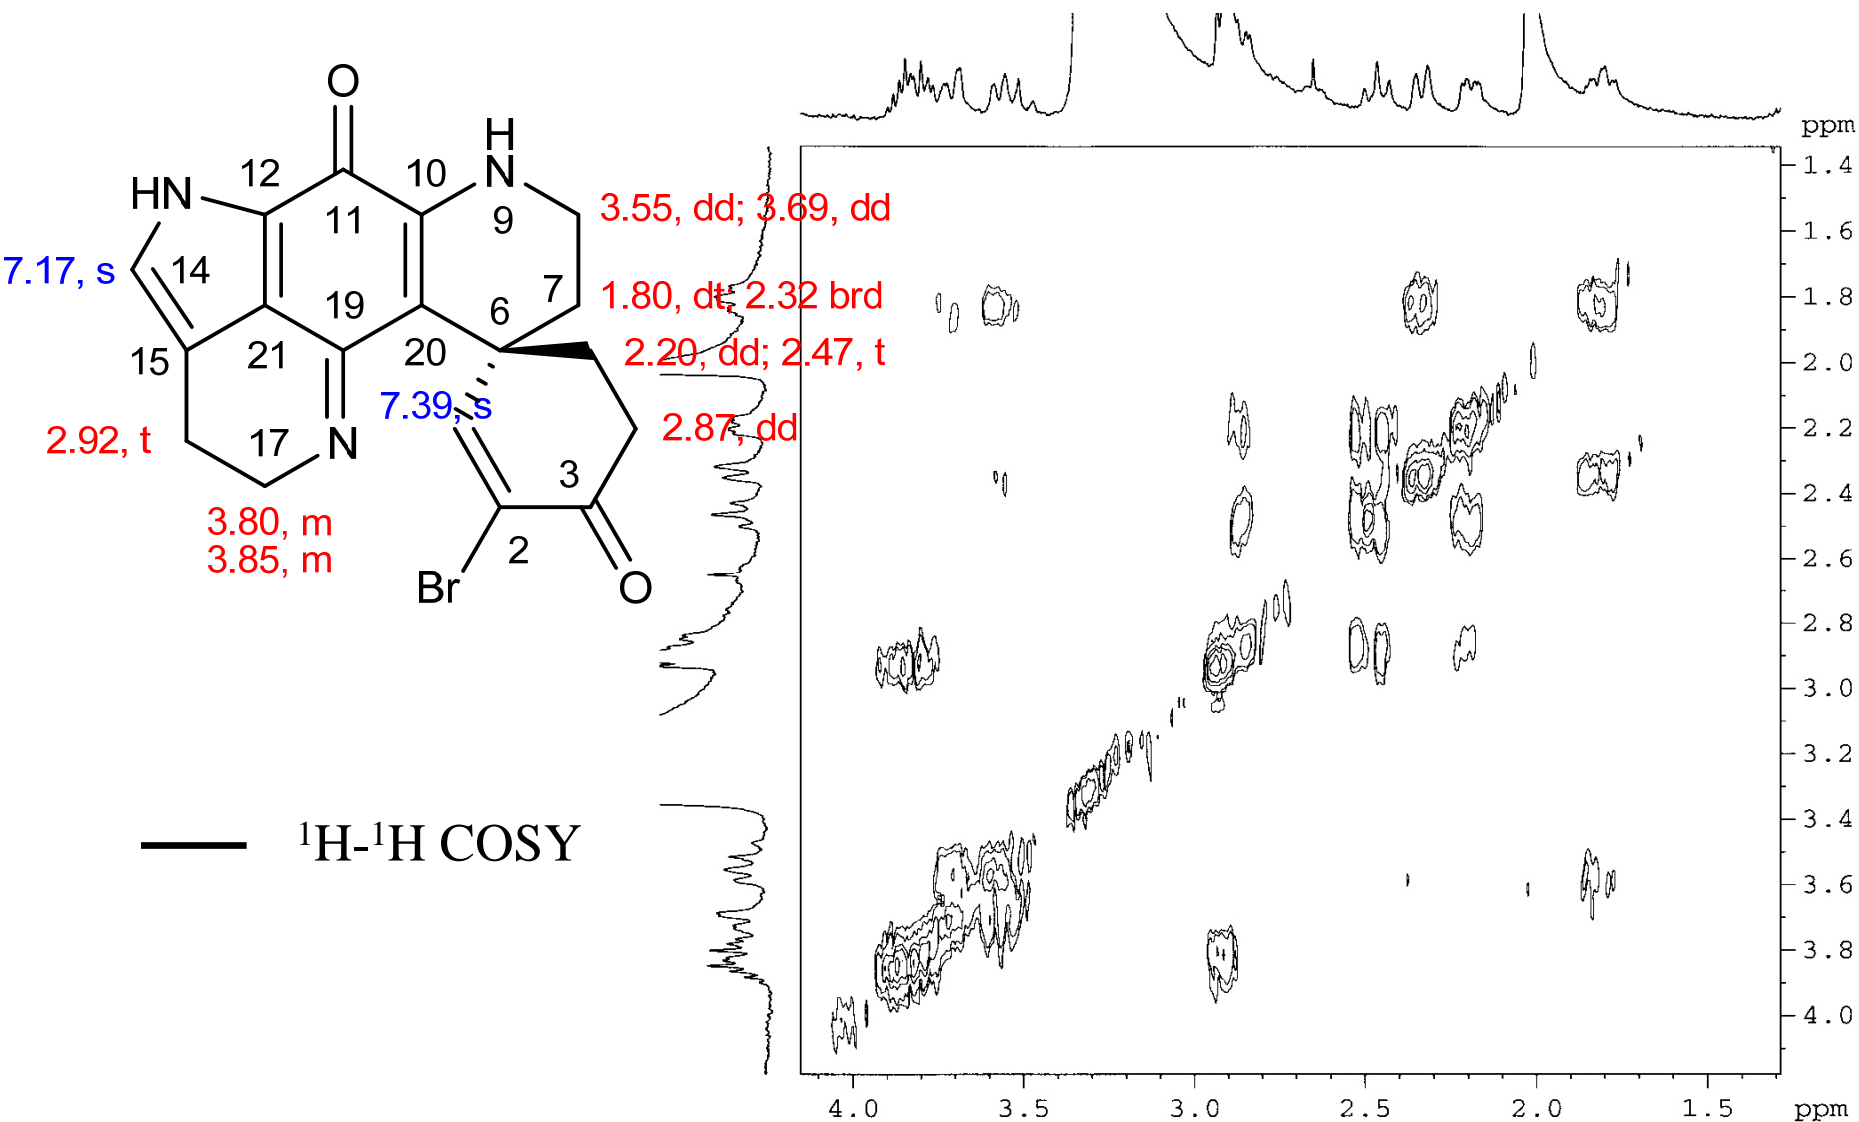 O
H
N
HN
12
10
11
9
3.55, dd; 3.69, dd
7.17, s
14
7
1.80, dt; 2.32 brd
19
6
15
21
20
2.20, dd; 2.47, t
7.39, s
2.92, t
17
N
2.87, dd
3
3.80, m
3.85, m
2
Br
O
¹H-¹H COSY
ppm
1.4
1.6
1.8
2.0
2.2
2.4
2.6
2.8
3.0
3.2
3.4
3.6
3.8
4.0
4.0 3.5 3.0 2.5 2.0 1.5 ppm